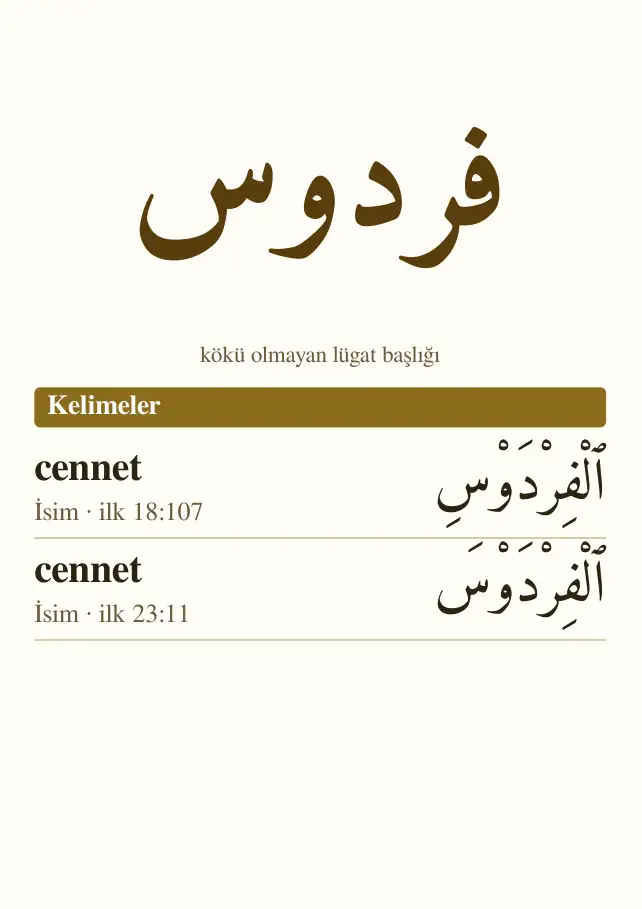 فردوس
kökü olmayan lügat başlığı
Kelimeler
cennet
ٱلْفِرْدَوْسِ
İsim · ilk 18:107
cennet
ٱلْفِرْدَوْسَ
İsim · ilk 23:11